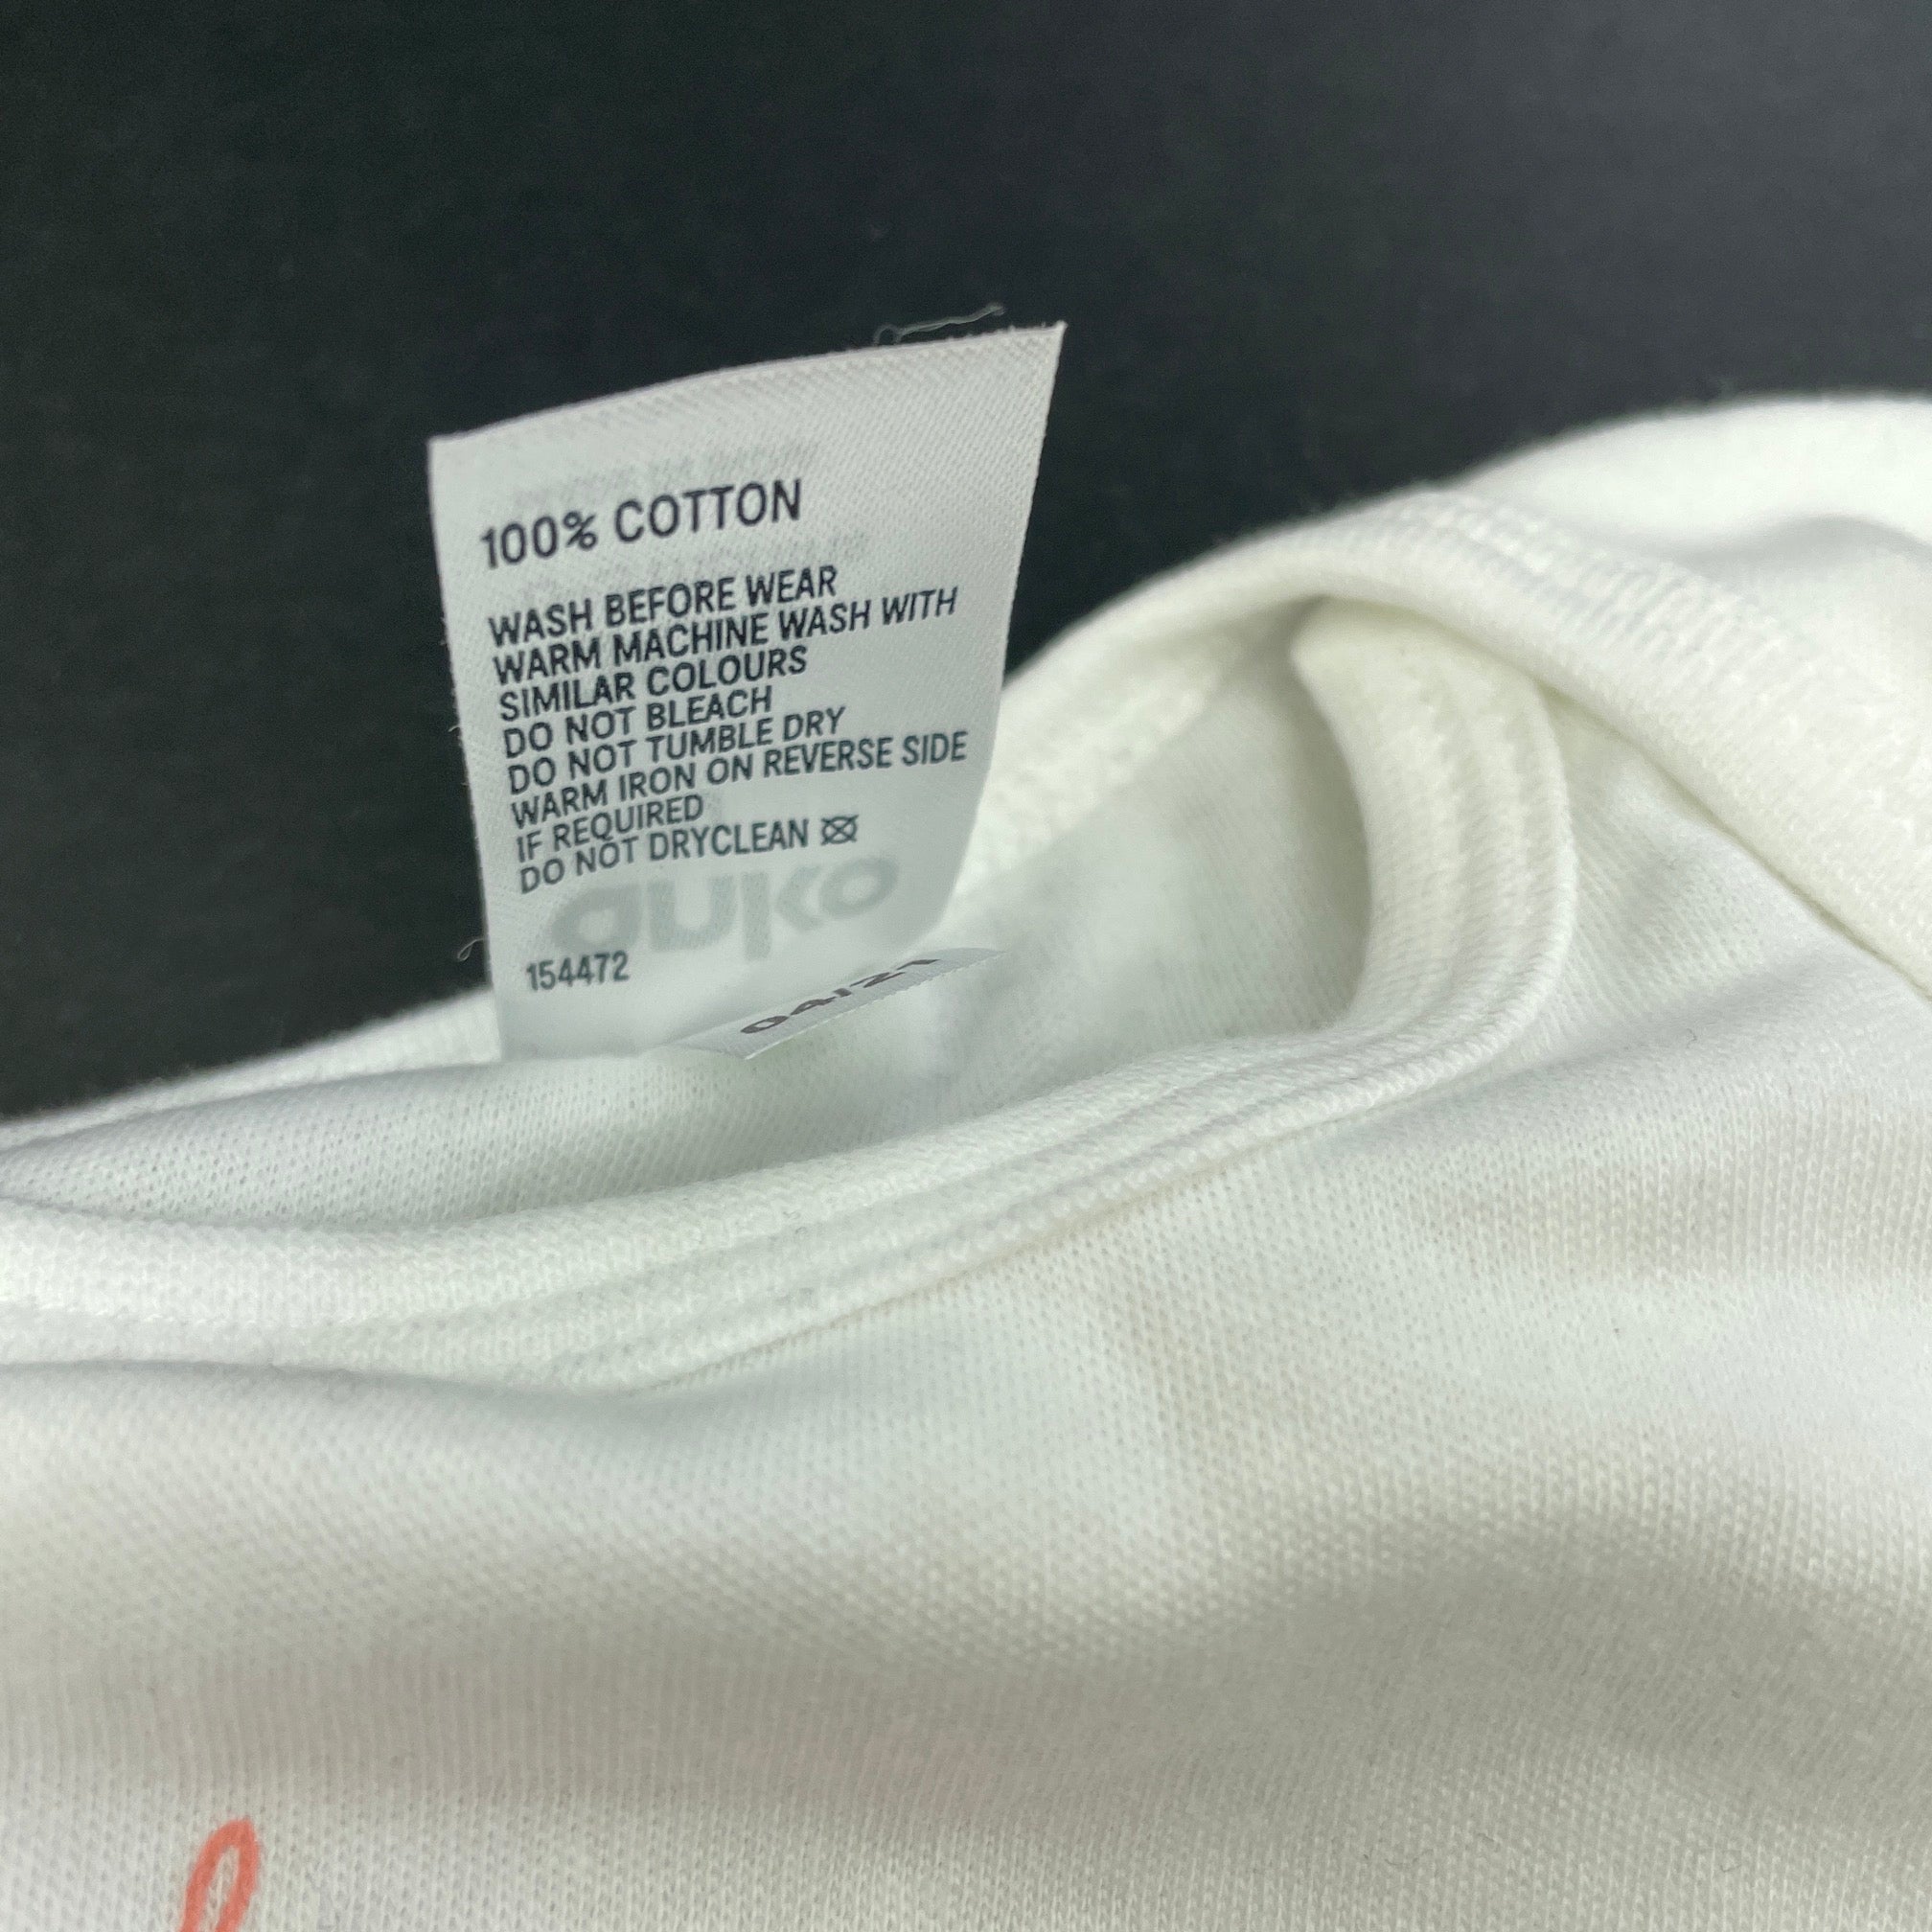 100% COTTON
WASH BEFORE WEAR
WARM MACHINE WASH WITH
SIMILAR COLOURS
DO NOT BLEACH
DO NOT TUMBLE DRY
WARM IRON ON REVERSE SIDE
IF REQUIRED
DO NOT DRYCLEAN
anko
154472
04/21